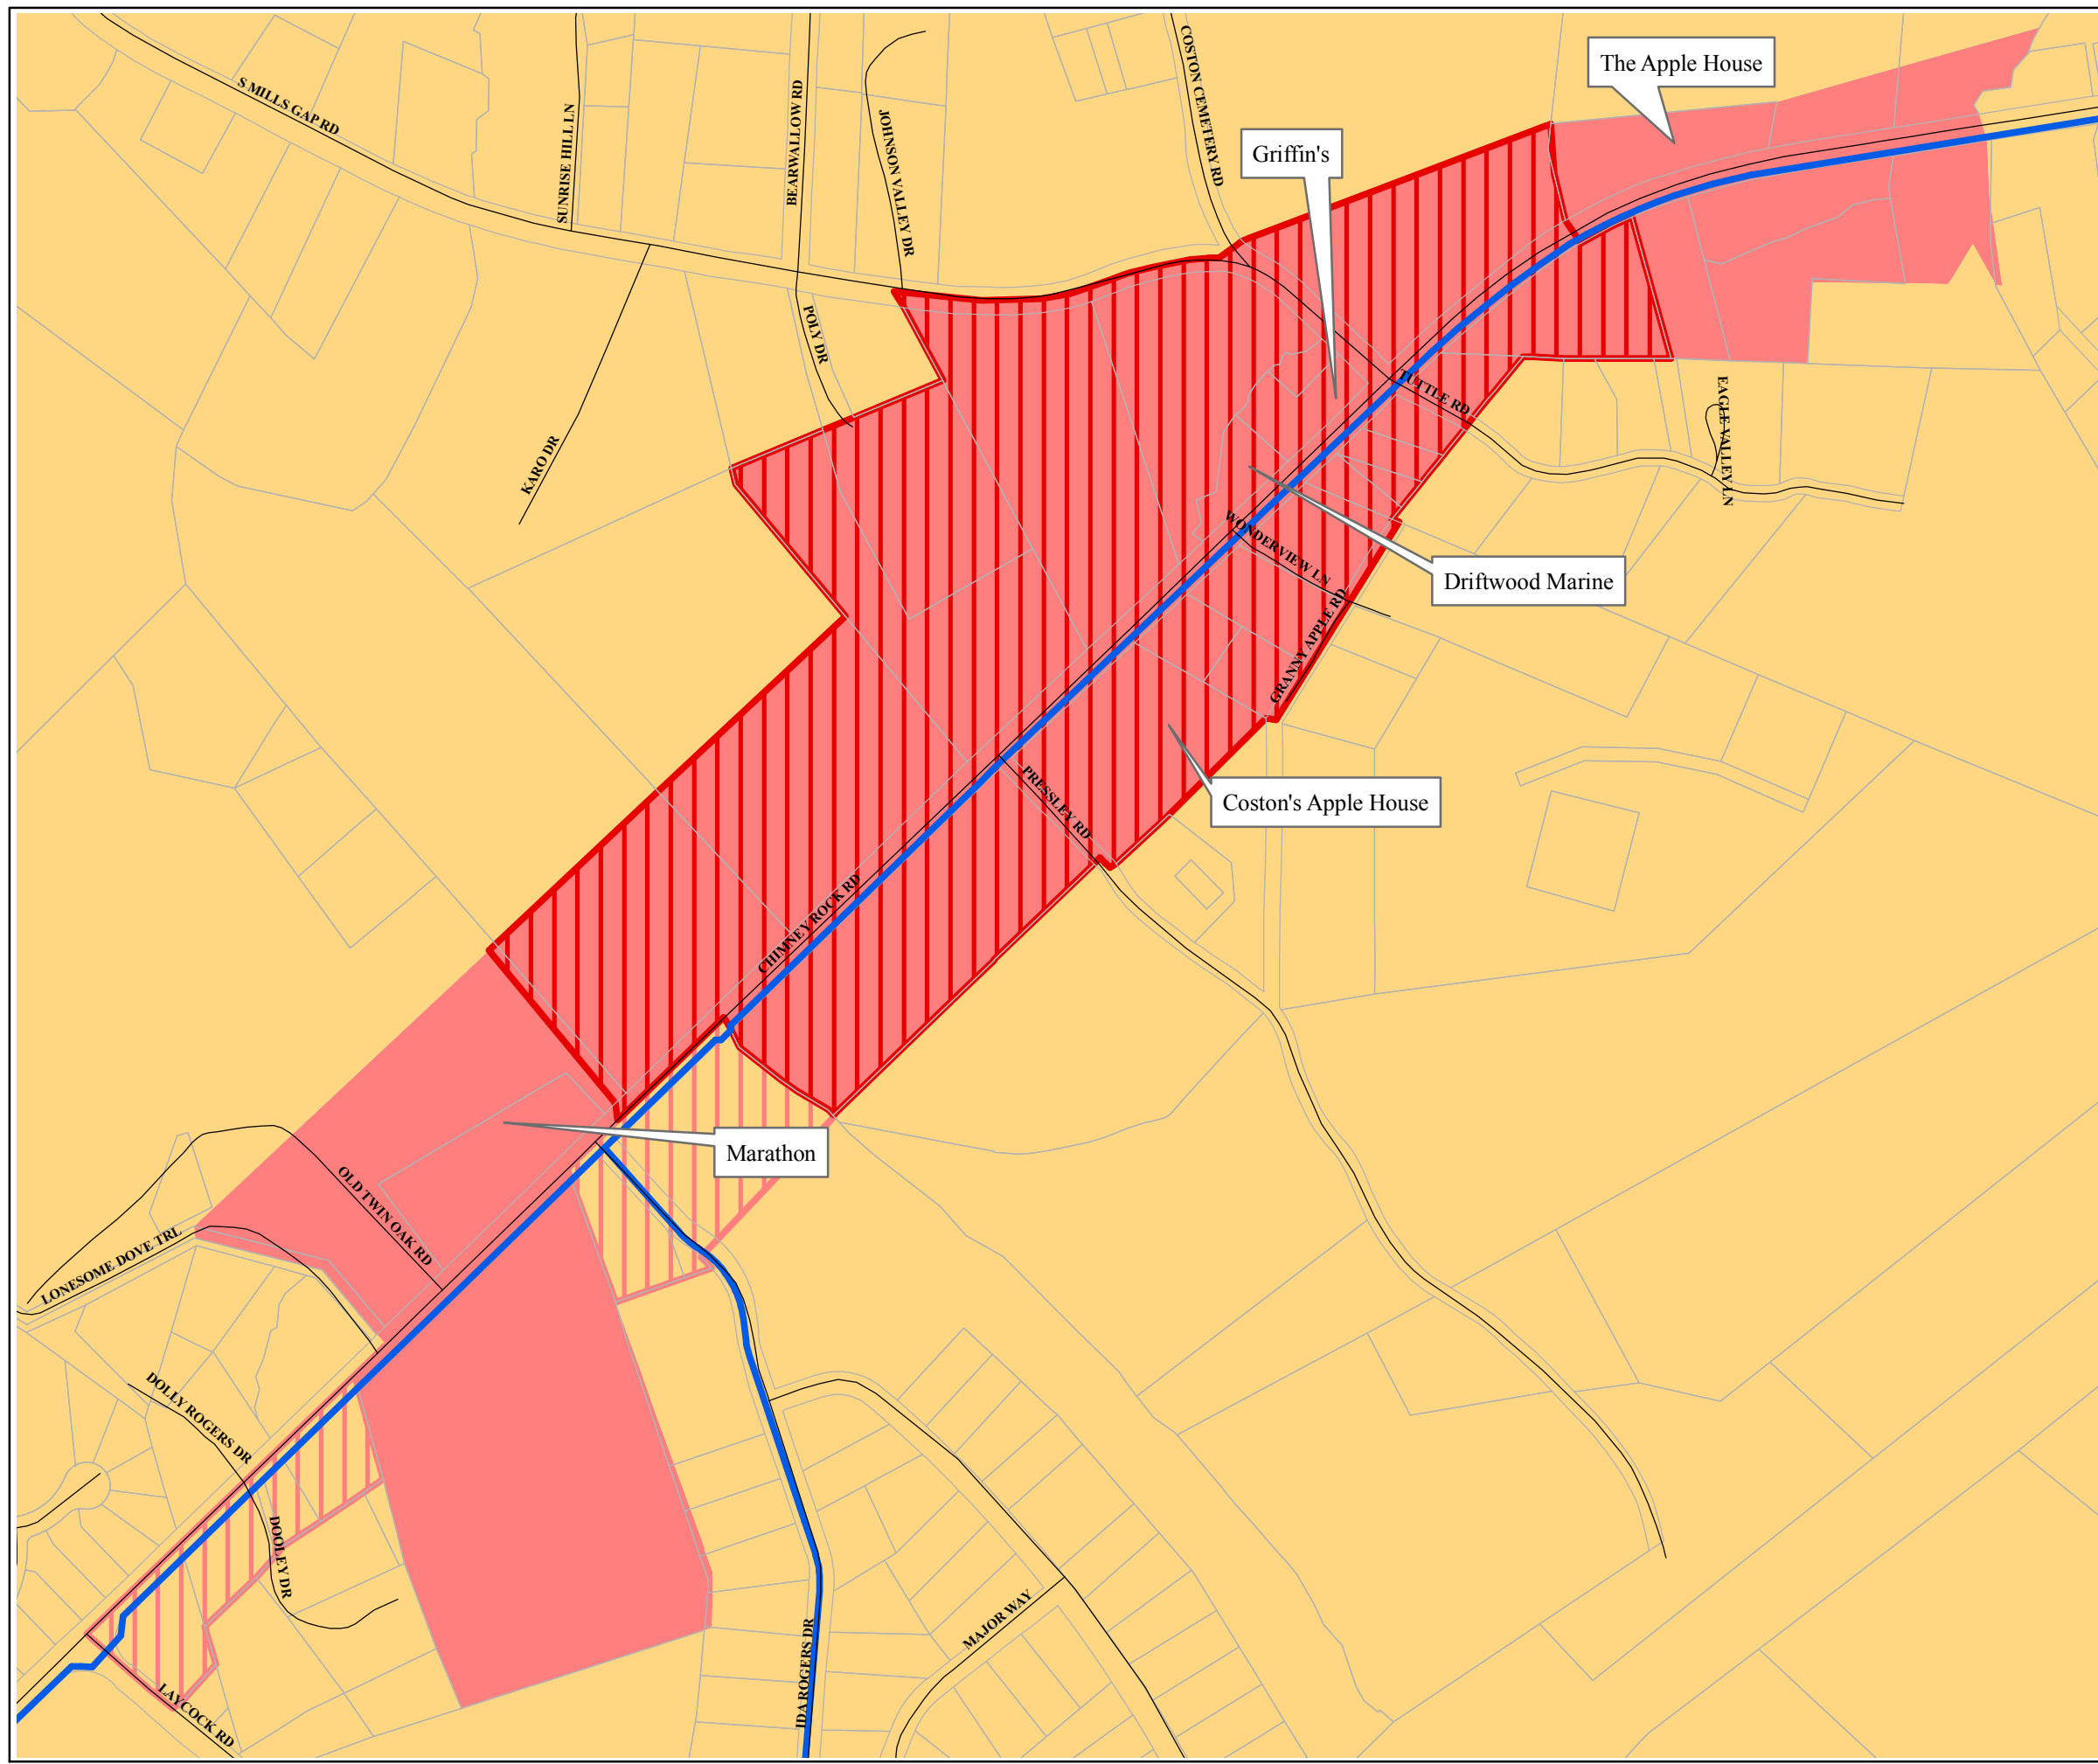 The Apple House
S MILLS GAP RD
SUNRISE HILL LN
BEARWALLOW RD
JOHNSON VALLEY DR
COSTON CEMETERY RD
Griffin's
POLY DR
TUTTLE RD
EAGLE VALLEY LN
KARO DR
WONDERVIEW LN
Driftwood Marine
GRANNY APPLE RD
PRESSLEY RD
Coston's Apple House
CHIMNEY ROCK RD
Marathon
OLD TWIN OAK RD
LONESOME DOVE TRL
DOLLY ROGERS DR
DOOLEY DR
MAJOR WAY
IDA ROGERS DR
LAYCOCK RD